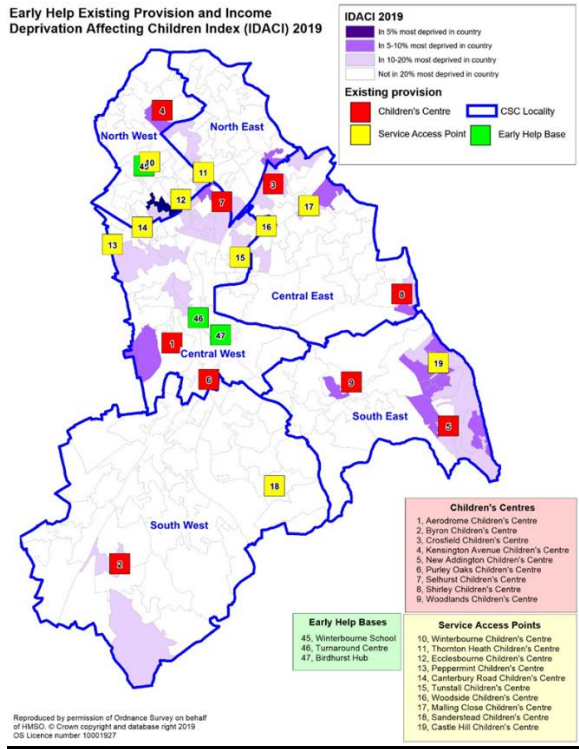 Early Help Existing Provision and Income
Deprivation Affecting Children Index (IDACI) 2019
IDACI 2019
In 5% most deprived in country
In 5-10% most deprived in country
In 10-20% most deprived in country
Not in 20% most deprived in country
Existing provision
Children's Centre
CSC Locality
Service Access Point
Early Help Base
4
North West
North East
45
10
11
3
12
7
17
14
16
13
15
Central East
8
46
47
1
Central West
19
6
9
South East
5
18
South West
2
Children's Centres
1, Aerodrome Children's Centre
2, Byron Children's Centre
3, Crosfield Children's Centre
4, Kensington Avenue Children's Centre
5, New Addington Children's Centre
6, Purley Oaks Children's Centre
7, Selhurst Children's Centre
8, Shirley Children's Centre
9, Woodlands Children's Centre
Early Help Bases
45, Winterbourne School
46, Turnaround Centre
47, Birdhurst Hub
Service Access Points
10, Winterbourne Children's Centre
11, Thornton Heath Children's Centre
12, Ecclesbourne Children's Centre
13, Peppermint Children's Centre
14, Canterbury Road Children's Centre
15, Tunstall Children's Centre
16, Woodside Children's Centre
17, Malling Close Children's Centre
18, Sanderstead Children's Centre
19, Castle Hill Children's Centre
Reproduced by permission of Ordnance Survey on behalf
of HMSO. © Crown copyright and database right 2019
OS Licence number 10001927